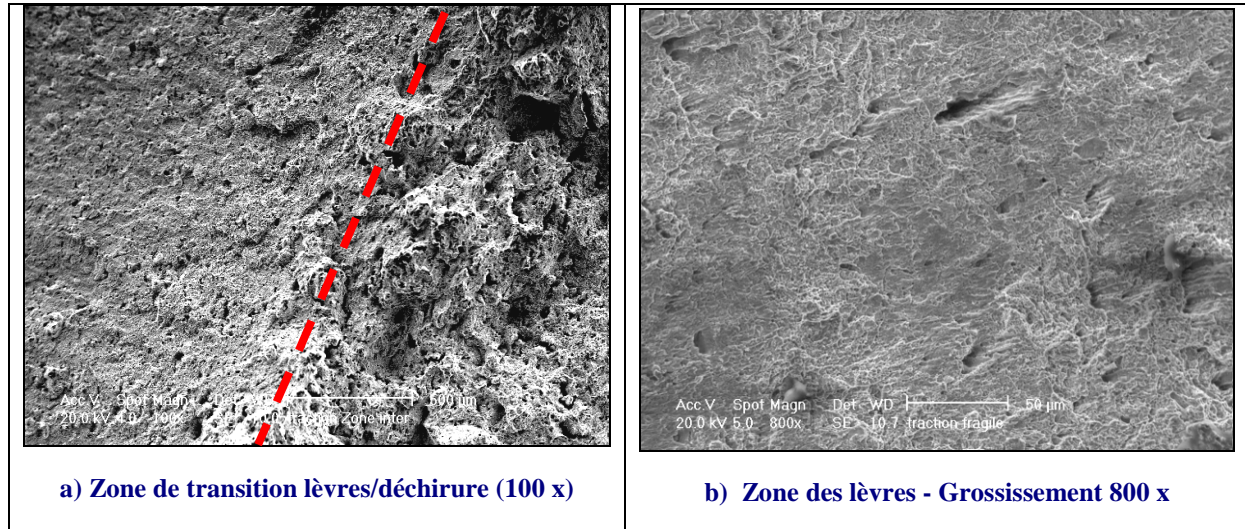 Acc.V Spot Magn Det WD 500 µm
20.0 kV 4.0 100x Zone inter
a) Zone de transition lèvres/déchirure (100 x)
Acc.V Spot Magn Det WD 50 µm
20.0 kV 5.0 800x SE 10.7 fraction fragile
b) Zone des lèvres - Grossissement 800 x